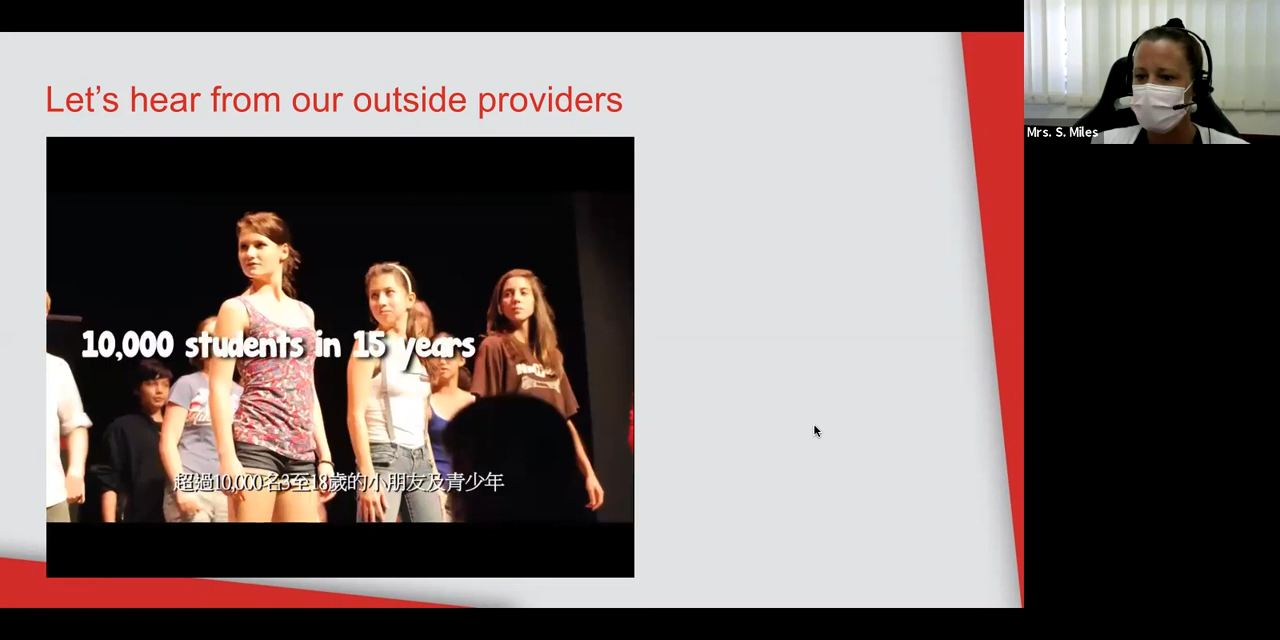 Let’s hear from our outside providers
Mrs. S. Miles
10,000 students in 15 years
超過10,000名3至18歲的小朋友及青少年